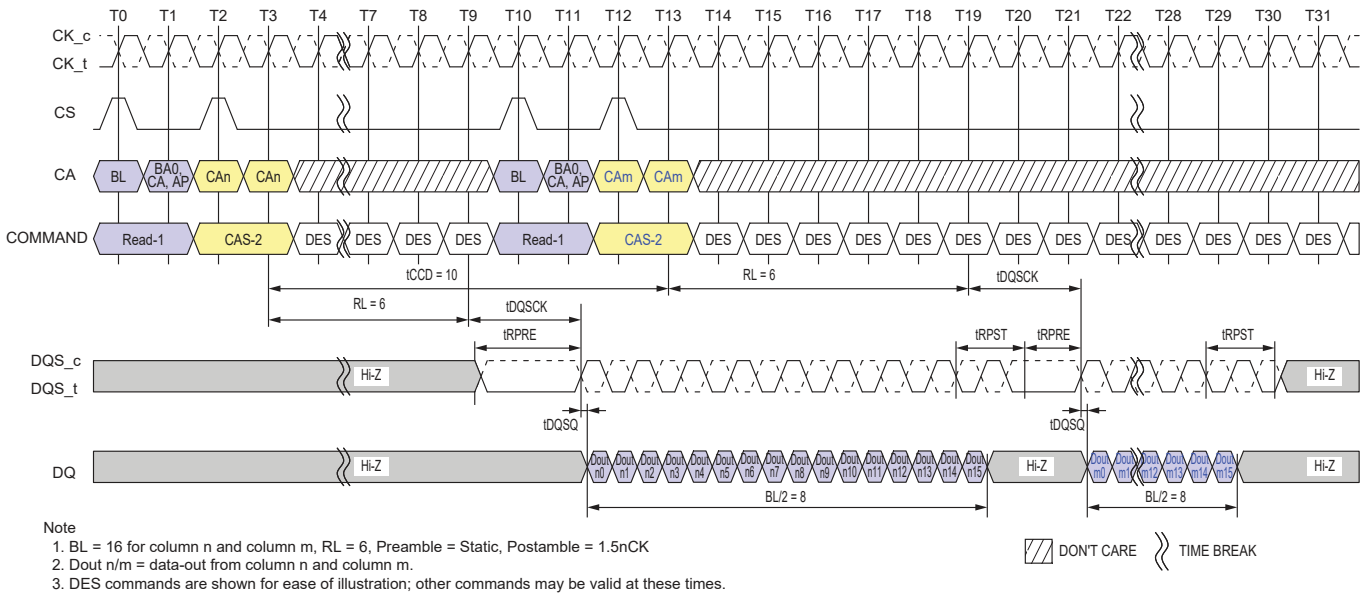 T0 T1 T2 T3 T4 T7 T8 T9 T10 T11 T12 T13 T14 T15 T16 T17 T18 T19 T20 T21 T22 T28 T29 T30 T31
CK_c
CK_t
CS
CA BL BA0, CA, AP CAn CAn BL BA0, CA, AP CAm CAm
COMMAND Read-1 CAS-2 DES DES DES DES Read-1 CAS-2 DES DES DES DES DES DES DES DES DES DES DES DES DES
tCCD = 10 RL = 6 tDQSCK
RL = 6 tDQSCK
tRPRE tRPST tRPRE tRPST
DQS_c
DQS_t
Hi-Z Hi-Z
tDQSQ tDQSQ
DQ Hi-Z Dout n0 Dout n1 Dout n2 Dout n3 Dout n4 Dout n5 Dout n6 Dout n7 Dout n8 Dout n9 Dout n10 Dout n11 Dout n12 Dout n13 Dout n14 Dout n15 Hi-Z Dout m0 Dout m1 Dout m12 Dout m13 Dout m14 Dout m15 Hi-Z
BL/2 = 8 BL/2 = 8
Note
1. BL = 16 for column n and column m, RL = 6, Preamble = Static, Postamble = 1.5nCK
2. Dout n/m = data-out from column n and column m.
3. DES commands are shown for ease of illustration; other commands may be valid at these times.
DON'T CARE TIME BREAK